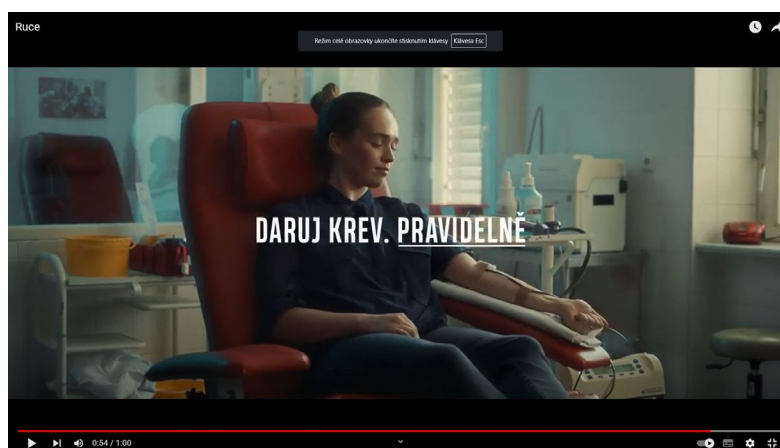 Ruce
Režim celé obrazovky ukončíte stisknutím klávesy Klávesa Esc
DARUJ KREV. PRAVIDELNĚ
0:54 / 1:00